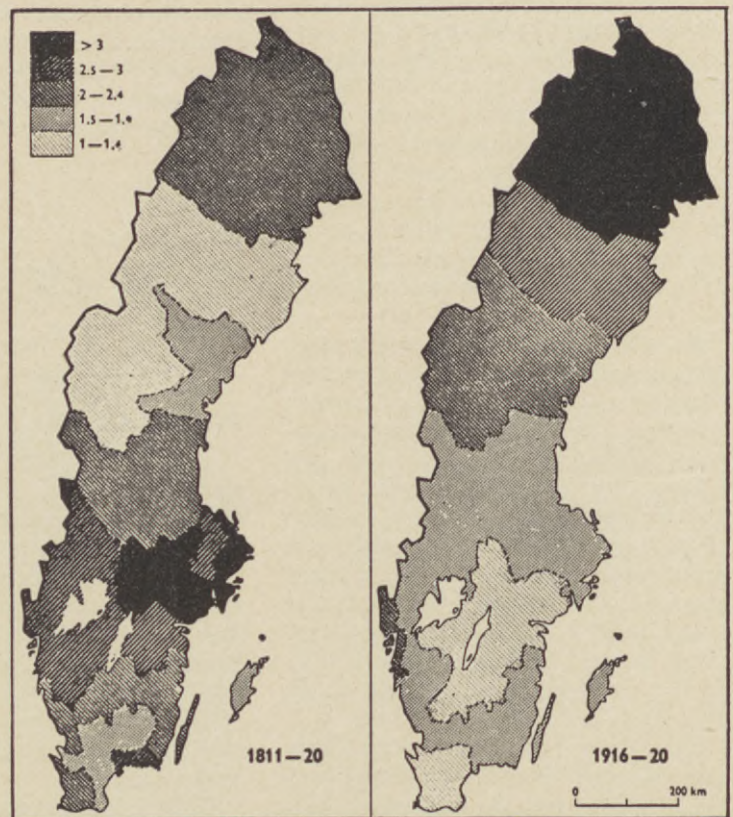 > 3
2.5 — 3
2 — 2,4
1,5 — 1,9
1 — 1,4
1811 — 20
1916 — 20
0 200 km